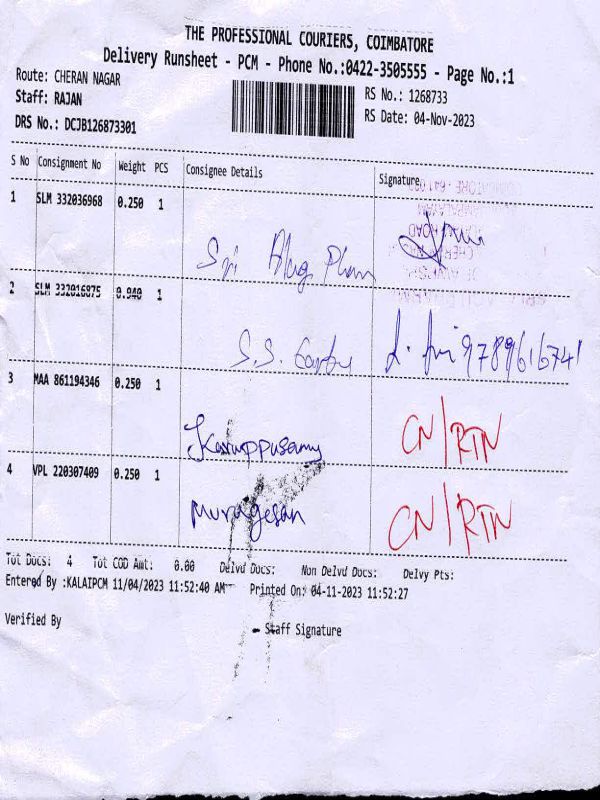 THE PROFESSIONAL COURIERS, COIMBATORE
Delivery Runsheet - PCM - Phone No.:0422-3505555 - Page No.:1
Route: CHERAN NAGAR
RS No.: 1268733
Staff: RAJAN
RS Date: 04-Nov-2023
DRS No.: DCJB126873301
S No Consignment No Weight PCS Consignee Details Signature
1 SLM 332036968 0.250 1
Sri
2 SLM 332016875 0.940 1
S.S. 9789616741
3 MAA 861194346 0.250 1
Karuppusamy CN/RTN
4 VPL 220307409 0.250 1
Murugesan CN/RTN
Tot Docs: 4 Tot COD Amt: 0.00 Delvd Docs: Non Delvd Docs: Delvy Pts:
Entered By :KALAIPCM 11/04/2023 11:52:40 AM Printed On: 04-11-2023 11:52:27
Verified By
Staff Signature